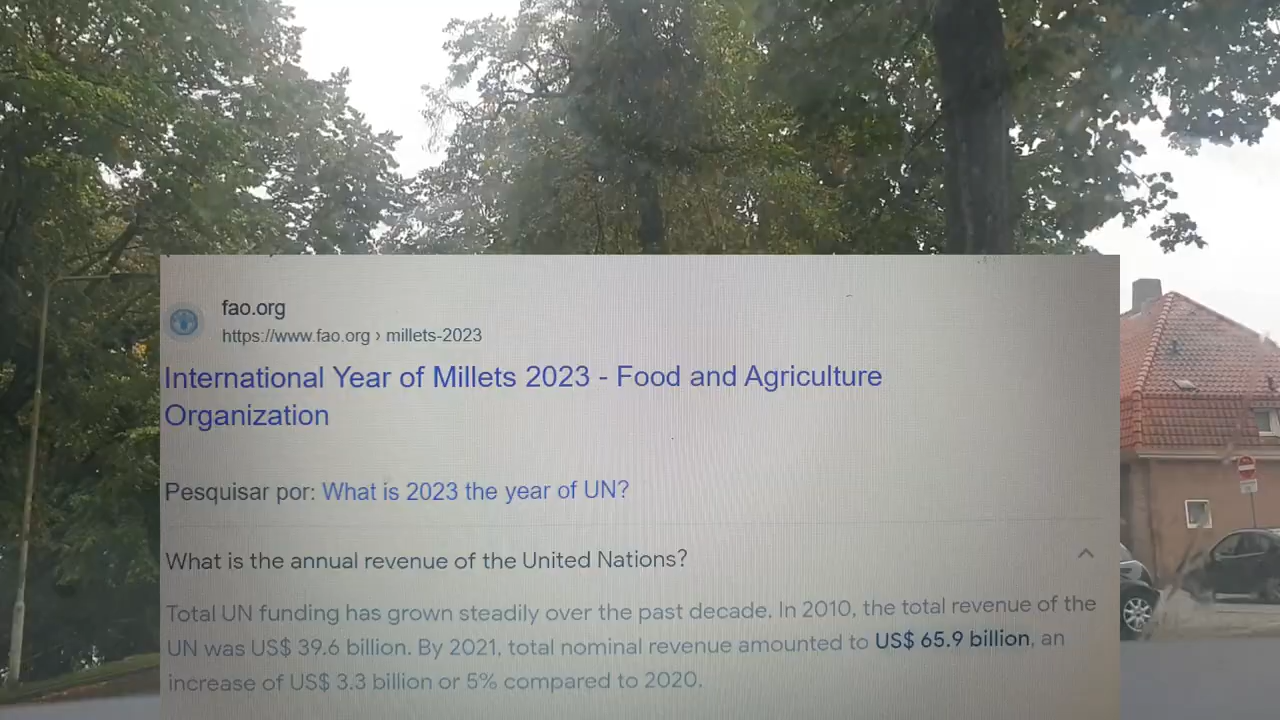 fao.org
https://www.fao.org › millets-2023
International Year of Millets 2023 - Food and Agriculture
Organization
Pesquisar por: What is 2023 the year of UN?
What is the annual revenue of the United Nations?
Total UN funding has grown steadily over the past decade. In 2010, the total revenue of the
UN was US$ 39.6 billion. By 2021, total nominal revenue amounted to US$ 65.9 billion, an
increase of US$ 3.3 billion or 5% compared to 2020.